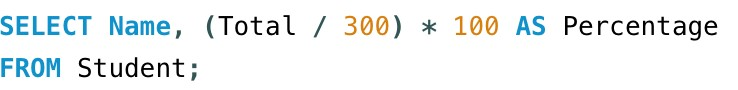 SELECT Name, (Total / 300) * 100 AS Percentage
FROM Student;